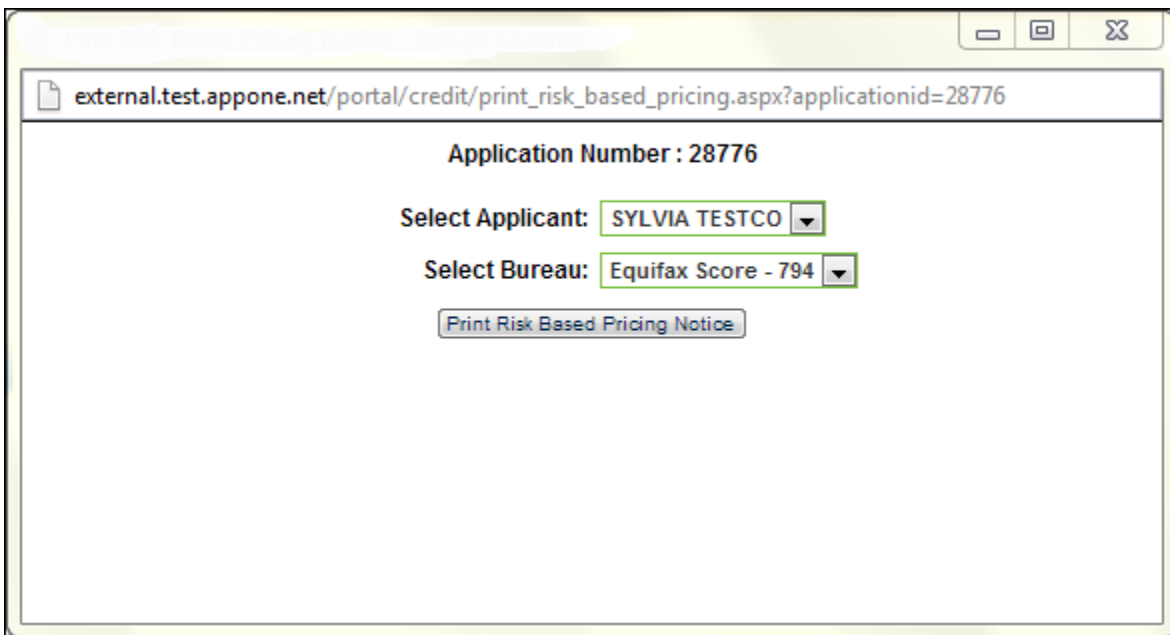 external.test.appone.net/portal/credit/print_risk_based_pricing.aspx?applicationid=28776
Application Number : 28776
Select Applicant: SYLVIA TESTCO
Select Bureau: Equifax Score - 794
Print Risk Based Pricing Notice